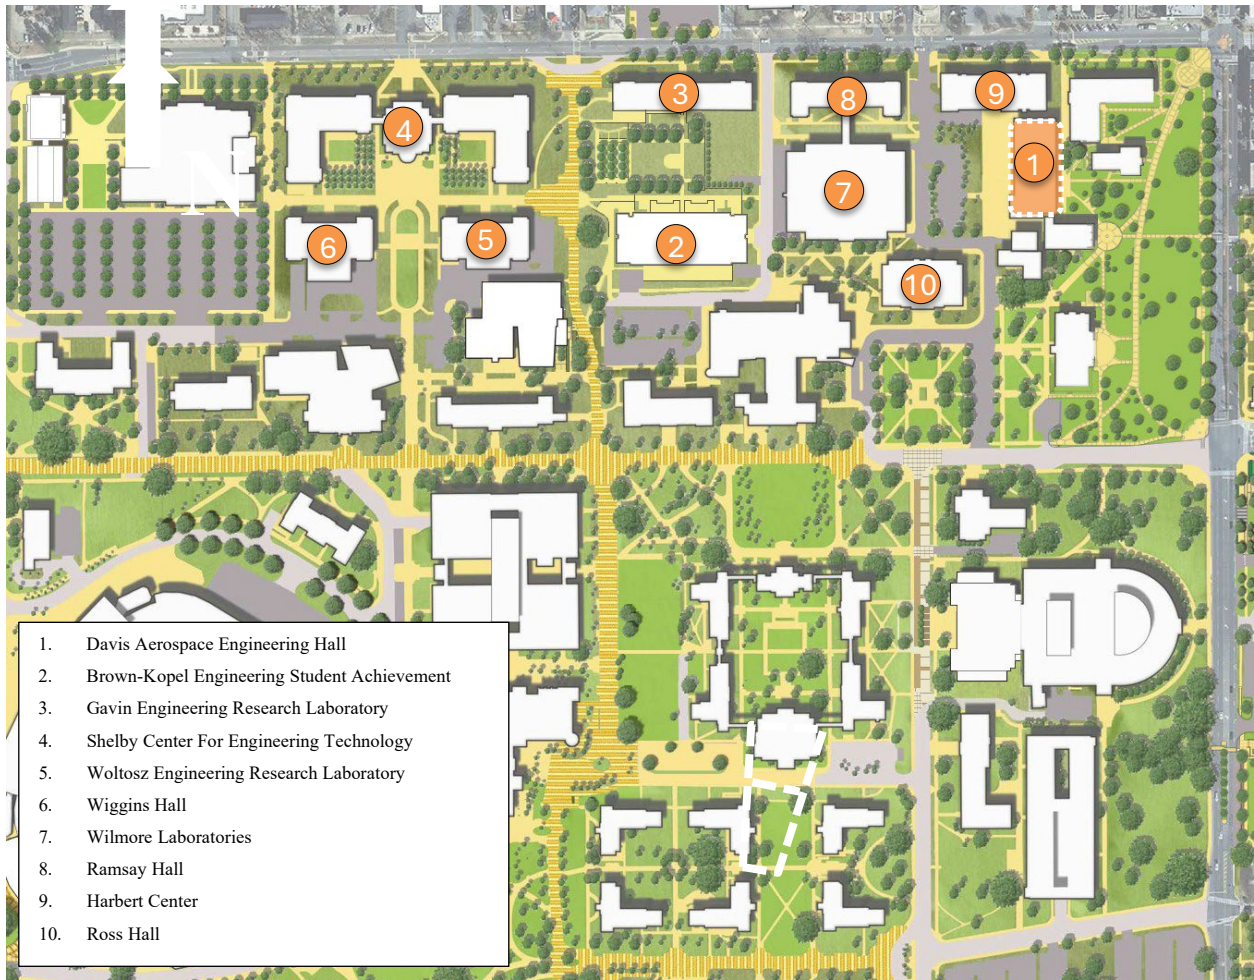 3
8
9
4
1
7
6
5
2
10
N
1. Davis Aerospace Engineering Hall
2. Brown-Kopel Engineering Student Achievement
3. Gavin Engineering Research Laboratory
4. Shelby Center For Engineering Technology
5. Woltosz Engineering Research Laboratory
6. Wiggins Hall
7. Wilmore Laboratories
8. Ramsay Hall
9. Harbert Center
10. Ross Hall